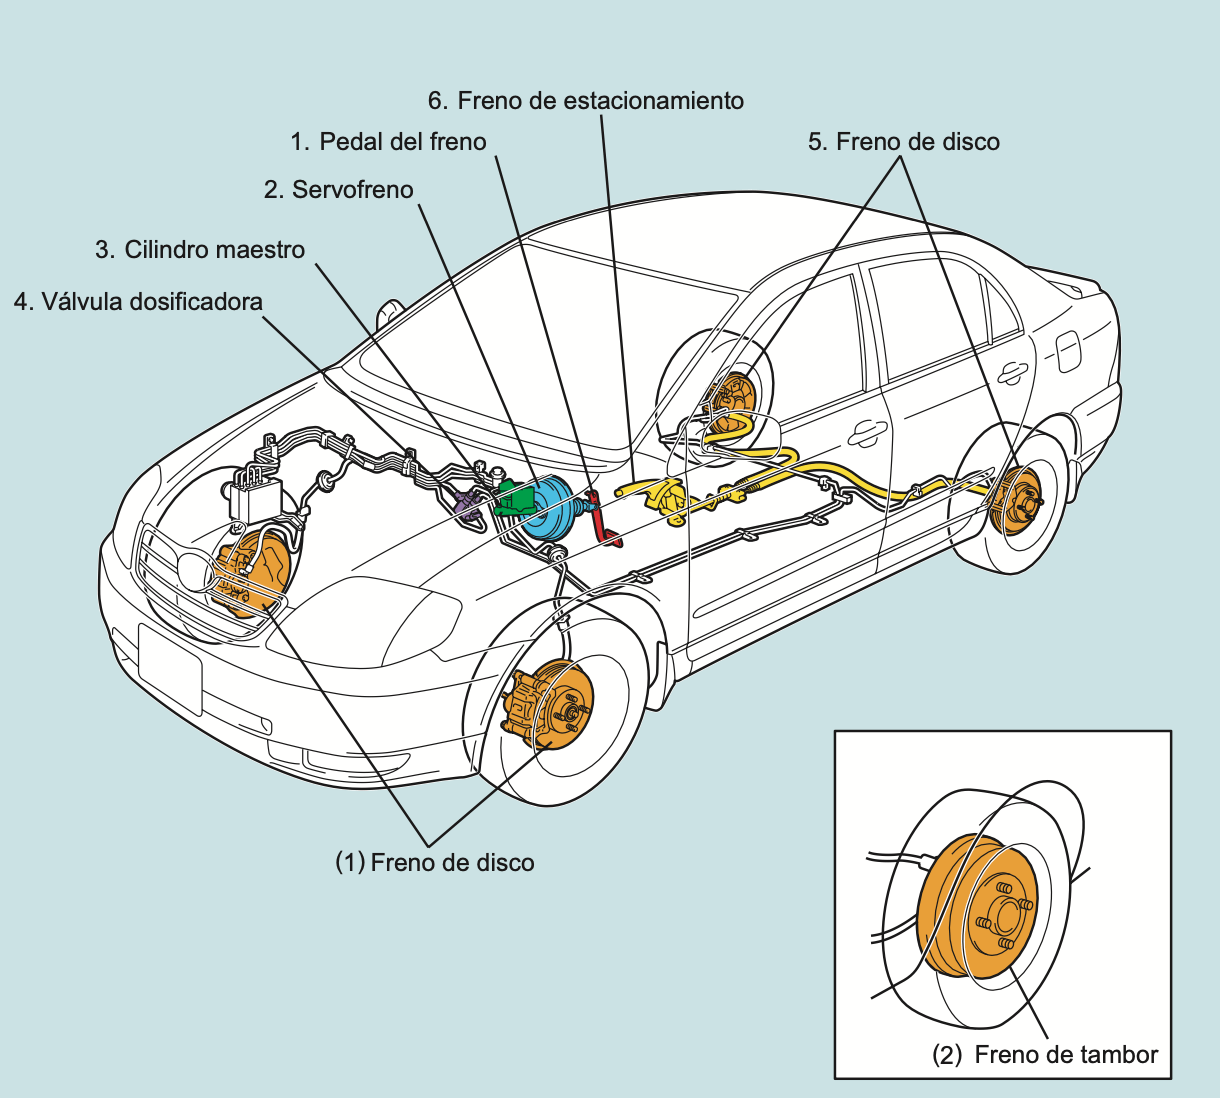 6. Freno de estacionamiento
1. Pedal del freno
5. Freno de disco
2. Servofreno
3. Cilindro maestro
4. Válvula dosificadora
(1) Freno de disco
(2) Freno de tambor